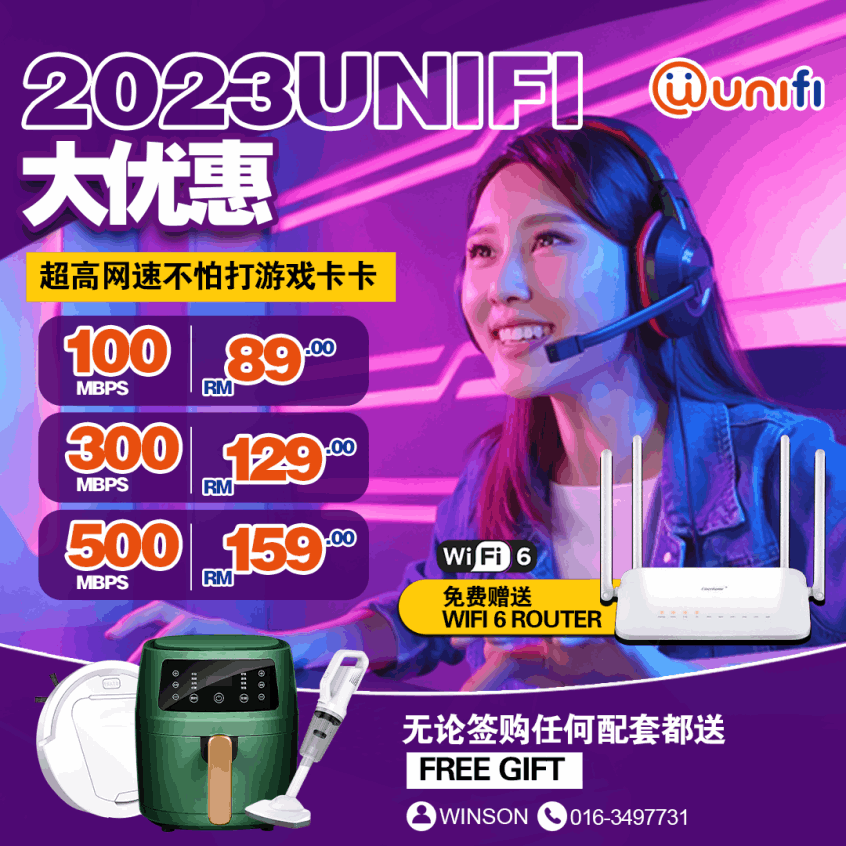 2023UNIFI
unifi
大优惠
超高网速不怕打游戏卡卡
100 MBPS RM 89.00
300 MBPS RM 129.00
500 MBPS RM 159.00
WiFi 6
免费赠送
WIFI 6 ROUTER
无论签购任何配套都送
FREE GIFT
WINSON 016-3497731